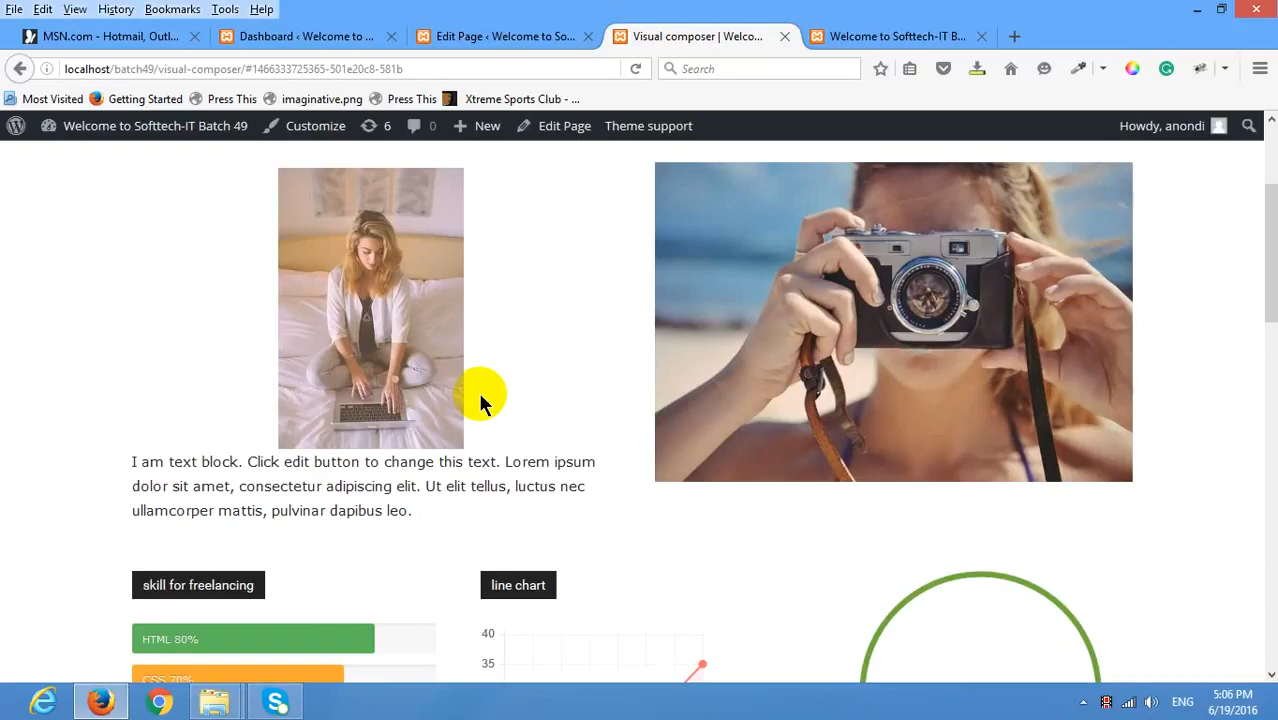 File Edit View History Bookmarks Tools Help
MSN.com - Hotmail, Outl... Dashboard ‹ Welcome to ... Edit Page ‹ Welcome to So... Visual composer | Welco... Welcome to Softtech-IT B...
localhost/batch49/visual-composer/#1466333725365-501e20c8-581b Search
Most Visited Getting Started Press This imaginative.png Press This Xtreme Sports Club - ...
Welcome to Softtech-IT Batch 49 Customize 6 0 New Edit Page Theme support Howdy, anondi
I am text block. Click edit button to change this text. Lorem ipsum
dolor sit amet, consectetur adipiscing elit. Ut elit tellus, luctus nec
ullamcorper mattis, pulvinar dapibus leo.
skill for freelancing line chart
HTML 80% 40
35
CSS 70%
ENG 5:06 PM
6/19/2016